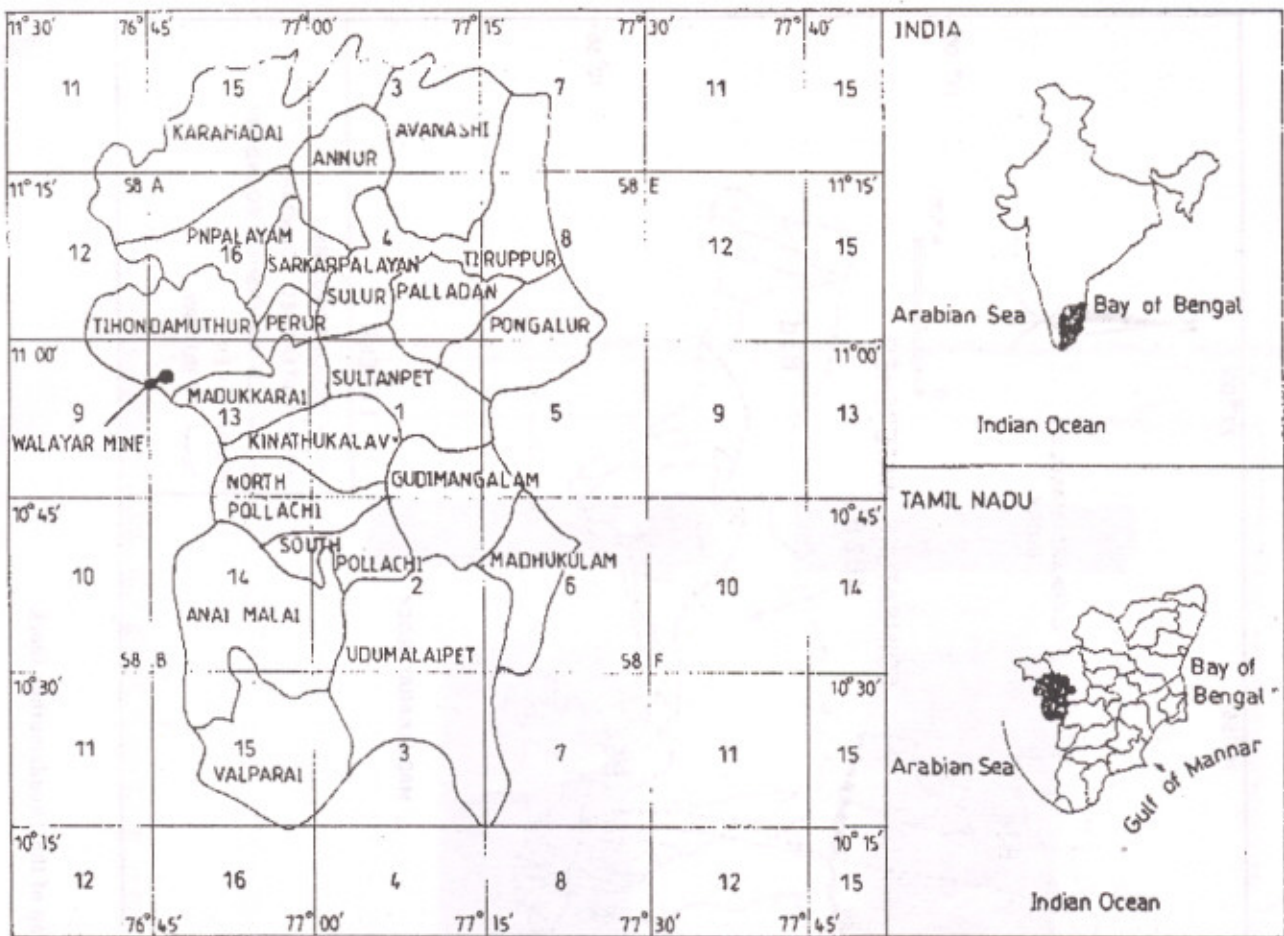 11° 30'
76° 45'
77° 00'
77° 15'
77° 30'
77° 40'
11
15
3
7
11
15
KARAMADAI
AVANASHI
ANNUR
11° 15'
58 A
58 E
11° 15'
PNPALAYAM
12
16
4
8
12
15
SARKARPALAYAN
TIRUPPUR
SULUR
PALLADAN
TIHONDAMUTHUR
PERUR
PONGALUR
11 00'
11° 00'
SULTANPET
MADUKKARAI
9
13
1
5
9
13
WALAYAR MINE
KINATHUKALAV
NORTH
POLLACHI
GUDIMANGALAM
10° 45'
10° 45'
SOUTH
POLLACHI
MADHUKULAM
10
14
2
6
10
14
ANAI MALAI
UDUMALAIPET
58 B
58 F
10° 30'
10° 30'
11
15
3
7
11
15
VALPARAI
10° 15'
10° 15'
12
16
4
8
12
15
76° 45'
77° 00'
77° 15'
77° 30'
77° 45'
INDIA
Arabian Sea
Bay of Bengal
Indian Ocean
TAMIL NADU
Bay of
Bengal
Arabian Sea
Gulf of Mannar
Indian Ocean